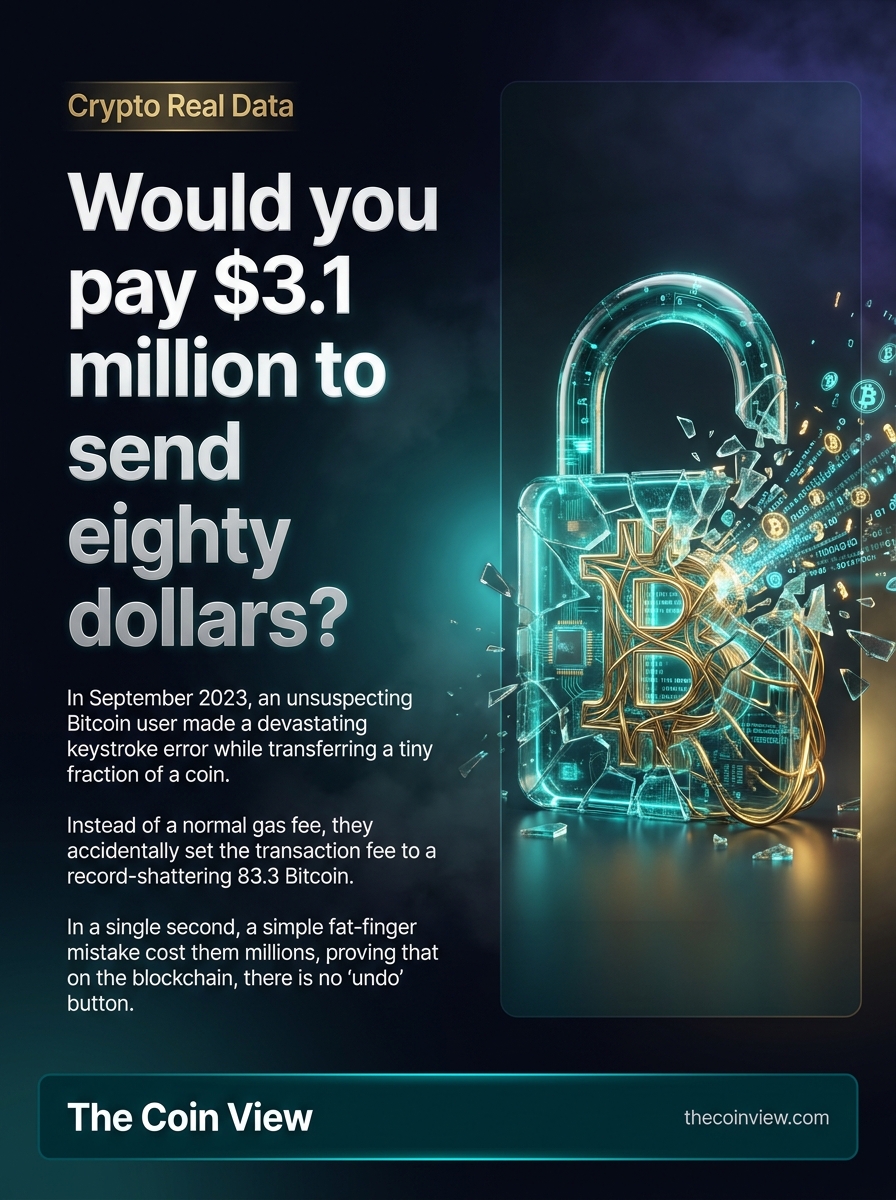 Crypto Real Data
Would you
pay $3.1
million to
send
eighty
dollars?
In September 2023, an unsuspecting
Bitcoin user made a devastating
keystroke error while transferring a tiny
fraction of a coin.
Instead of a normal gas fee, they
accidentally set the transaction fee to a
record-shattering 83.3 Bitcoin.
In a single second, a simple fat-finger
mistake cost them millions, proving that
on the blockchain, there is no ‘undo’
button.
The Coin View
thecoinview.com